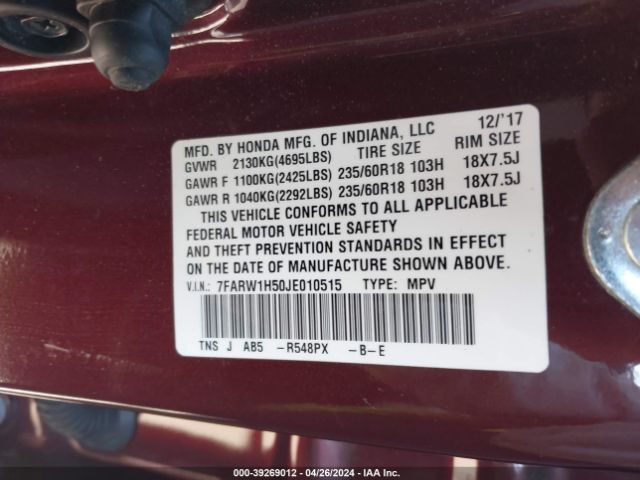 MFD. BY HONDA MFG. OF INDIANA, LLC 12/'17
GVWR 2130KG(4695LBS) TIRE SIZE RIM SIZE
GAWR F 1100KG(2425LBS) 235/60R18 103H 18X7.5J
GAWR R 1040KG(2292LBS) 235/60R18 103H 18X7.5J
THIS VEHICLE CONFORMS TO ALL APPLICABLE
FEDERAL MOTOR VEHICLE SAFETY
AND THEFT PREVENTION STANDARDS IN EFFECT
ON THE DATE OF MANUFACTURE SHOWN ABOVE.
V.I.N.: 7FARW1H50JE010515 TYPE: MPV
TNS J AB5 -R548PX -B-E
000-39269012 - 04/26/2024 - IAA Inc.